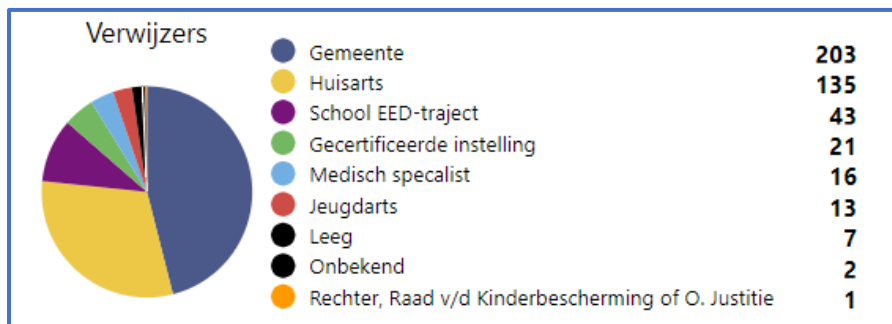 Verwijzers
Gemeente 203
Huisarts 135
School EED-traject 43
Gecertificeerde instelling 21
Medisch specalist 16
Jeugdarts 13
Leeg 7
Onbekend 2
Rechter, Raad v/d Kinderbescherming of O. Justitie 1